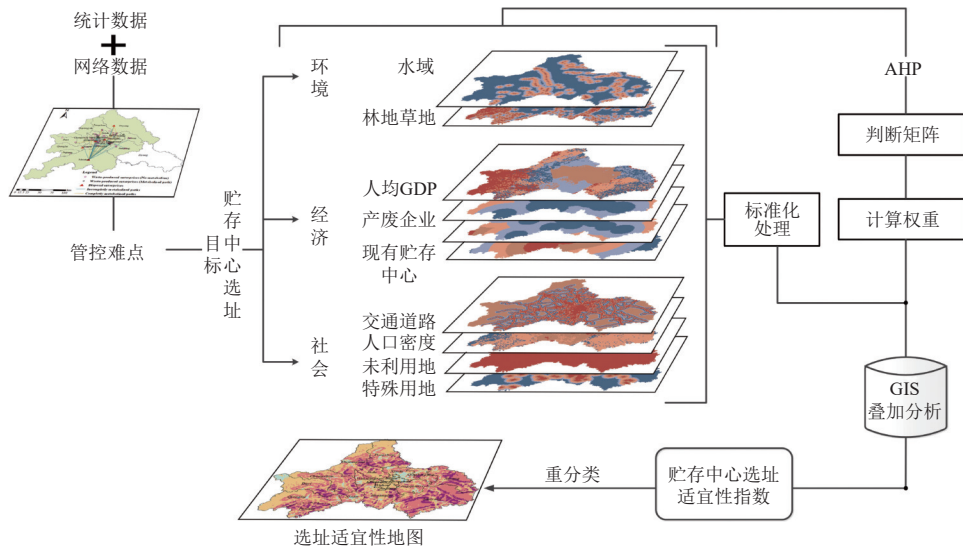 统计数据
网络数据
管控难点
贮存中心选址
目标
环境
水域
林地草地
经济
人均GDP
产废企业
现有贮存
中心
社会
交通道路
人口密度
未利用地
特殊用地
标准化
处理
AHP
判断矩阵
计算权重
GIS
叠加分析
贮存中心选址
适宜性指数
重分类
选址适宜性地图